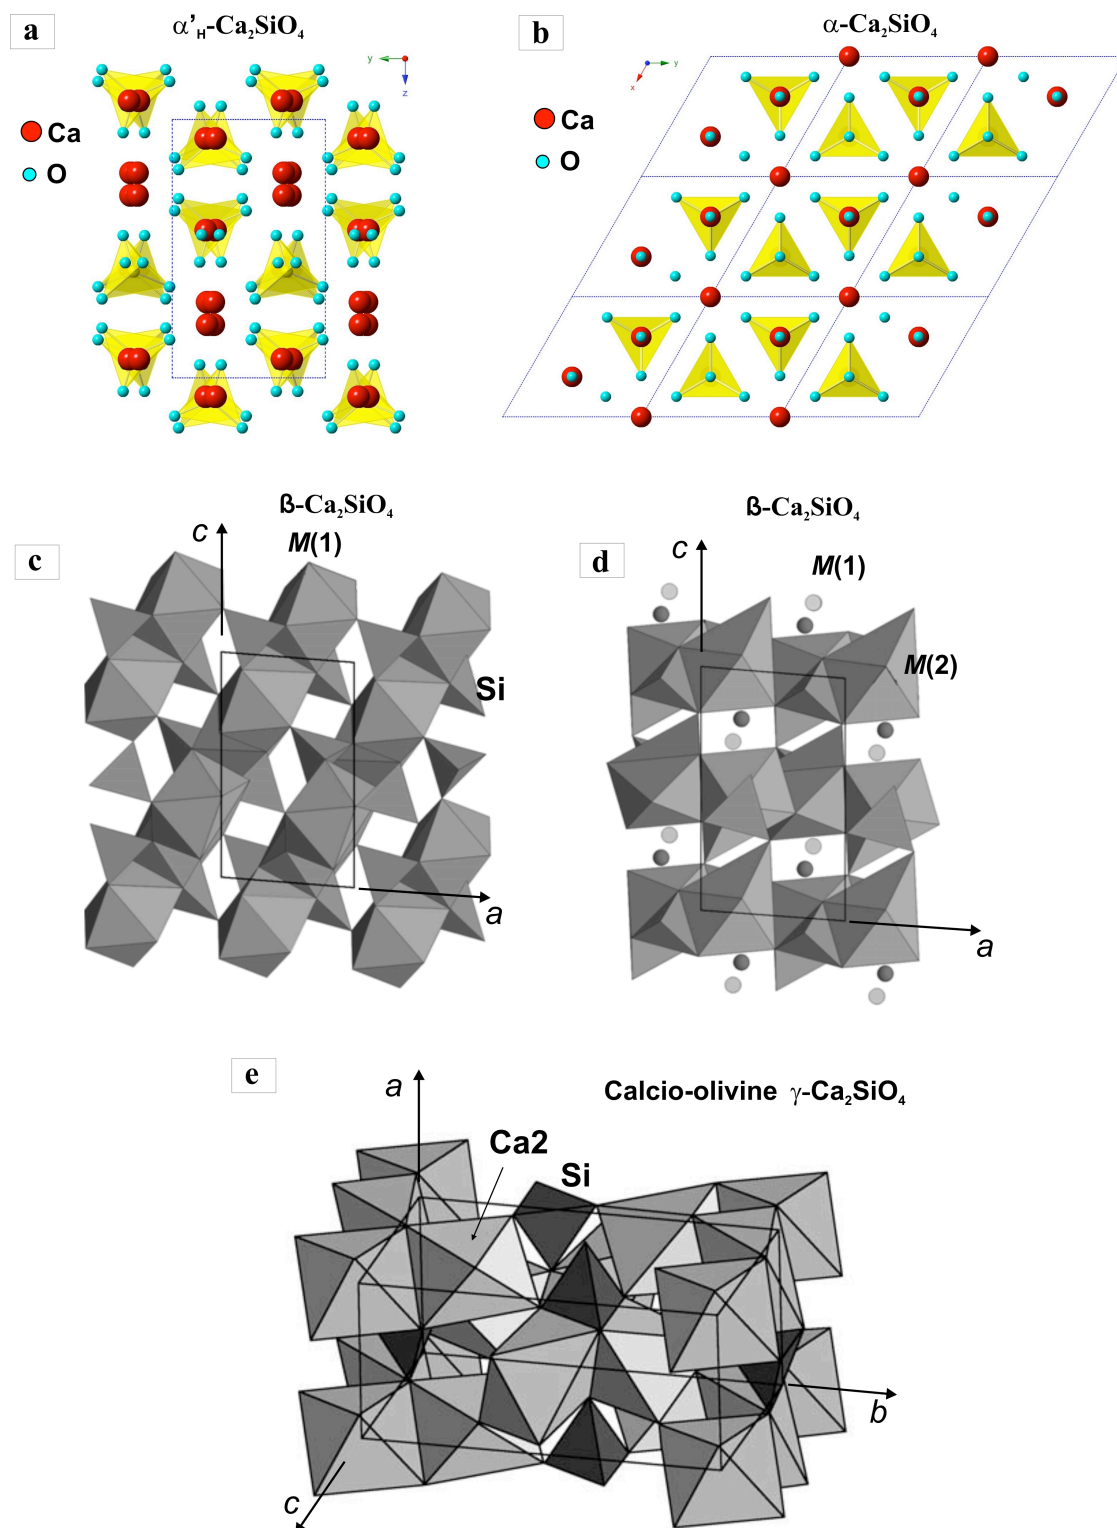 a
α'H-Ca2SiO4
y
z
Ca
O
b
α-Ca2SiO4
y
x
Ca
O
ß-Ca2SiO4
c
c
M(1)
Si
a
ß-Ca2SiO4
d
c
M(1)
M(2)
a
e
a
Calcio-olivine γ-Ca2SiO4
Ca2
Si
b
c